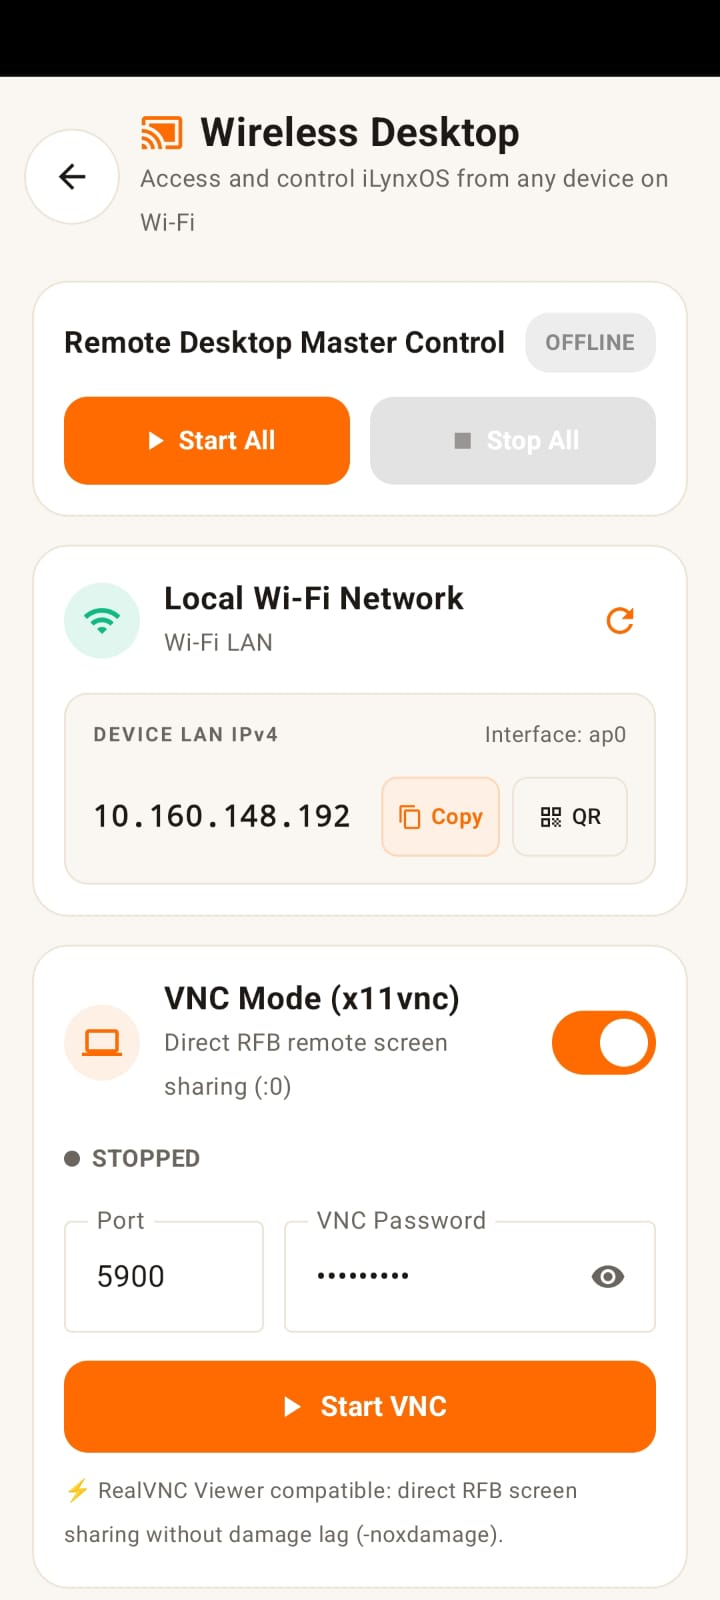 Wireless Desktop
Access and control iLynxOS from any device on
Wi-Fi
Remote Desktop Master Control
OFFLINE
Start All
Stop All
Local Wi-Fi Network
Wi-Fi LAN
DEVICE LAN IPv4
Interface: ap0
10.160.148.192
Copy
QR
VNC Mode (x11vnc)
Direct RFB remote screen
sharing (:0)
STOPPED
Port
VNC Password
5900
•••••••••
Start VNC
⚡ RealVNC Viewer compatible: direct RFB screen
sharing without damage lag (-noxdamage).